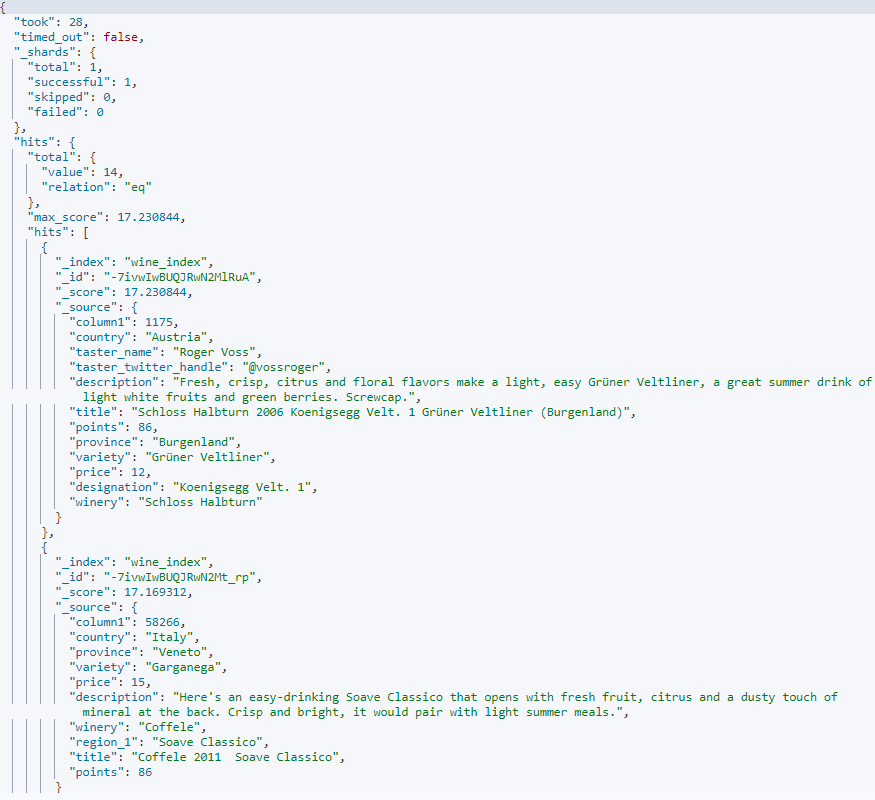 {
"took": 28,
"timed_out": false,
"_shards": {
"total": 1,
"successful": 1,
"skipped": 0,
"failed": 0
},
"hits": {
"total": {
"value": 14,
"relation": "eq"
},
"max_score": 17.230844,
"hits": [
{
"_index": "wine_index",
"_id": "-7ivwIwBUQJRwN2MlRuA",
"_score": 17.230844,
"_source": {
"column1": 1175,
"country": "Austria",
"taster_name": "Roger Voss",
"taster_twitter_handle": "@vossroger",
"description": "Fresh, crisp, citrus and floral flavors make a light, easy Grüner Veltliner, a great summer drink of
light white fruits and green berries. Screwcap.",
"title": "Schloss Halbturn 2006 Koenigsegg Velt. 1 Grüner Veltliner (Burgenland)",
"points": 86,
"province": "Burgenland",
"variety": "Grüner Veltliner",
"price": 12,
"designation": "Koenigsegg Velt. 1",
"winery": "Schloss Halbturn"
}
},
{
"_index": "wine_index",
"_id": "-7ivwIwBUQJRwN2Mt_rp",
"_score": 17.169312,
"_source": {
"column1": 58266,
"country": "Italy",
"province": "Veneto",
"variety": "Garganega",
"price": 15,
"description": "Here's an easy-drinking Soave Classico that opens with fresh fruit, citrus and a dusty touch of
mineral at the back. Crisp and bright, it would pair with light summer meals.",
"winery": "Coffele",
"region_1": "Soave Classico",
"title": "Coffele 2011  Soave Classico",
"points": 86
}